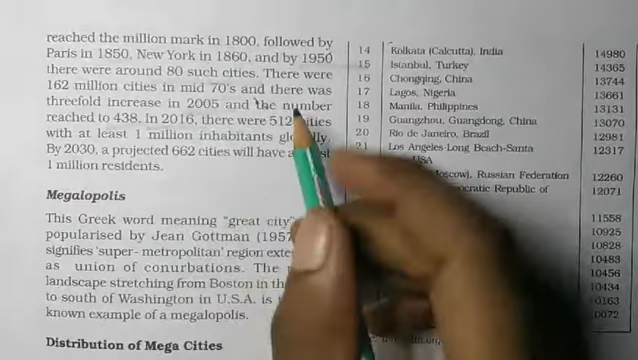 reached the million mark in 1800, followed by
Paris in 1850, New York in 1860, and by 1950
there were around 80 such cities. There were
162 million cities in mid 70's and there was
threefold increase in 2005 and the number
reached to 438. In 2016, there were 512 cities
with at least 1 million inhabitants
By 2030, a projected 662 cities will have
1 million residents.
Megalopolis
This Greek word meaning "great city"
popularised by Jean Gottman (1957
signifies 'super- metropolitan' region
as union of conurbations. The
landscape stretching from Boston in
to south of Washington in U.S.A. is
known example of a megalopolis.
Distribution of Mega Cities
14 Kolkata (Calcutta), India 14980
15 Istanbul, Turkey 14365
16 Chongqing, China 13744
17 Lagos, Nigeria 13661
18 Manila, Philippines 13131
19 Guangzhou, Guangdong, China 13070
20 Rio de Janeiro, Brazil 12981
21 Los Angeles-Long Beach-Santa 12317
USA
Russian Federation 12260
Republic of 12071
11558
10925
10828
10483
10456
10434